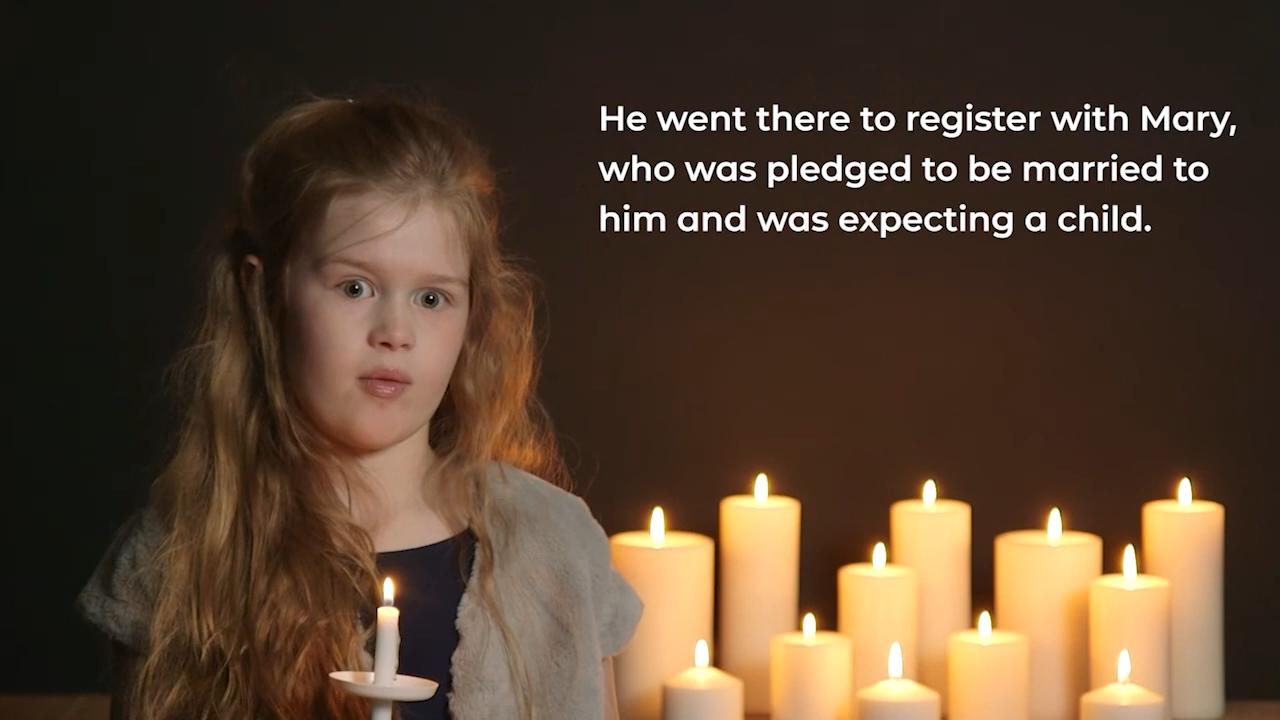 He went there to register with Mary,
who was pledged to be married to
him and was expecting a child.